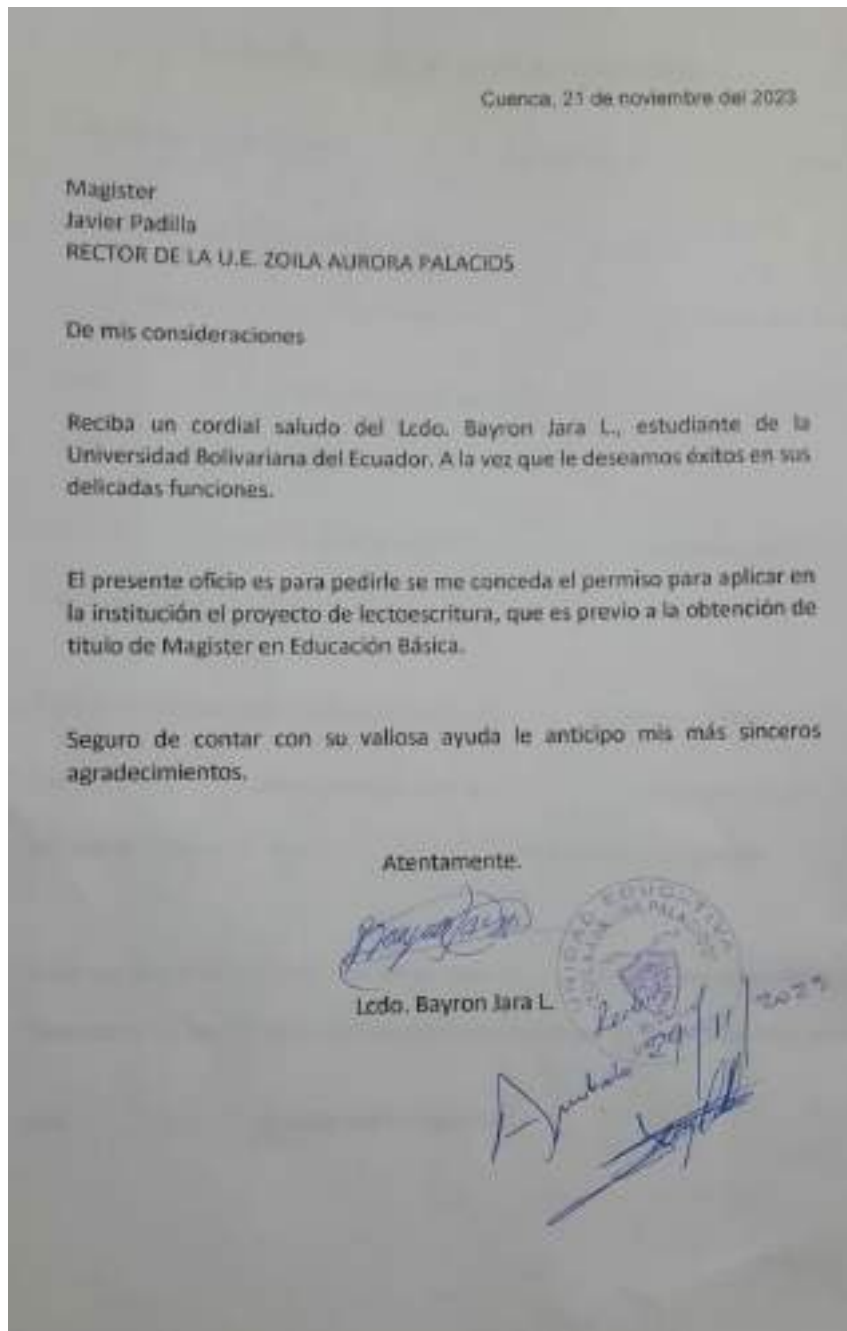 Cuenca, 21 de noviembre del 2023
Magister
Javier Padilla
RECTOR DE LA U.E. ZOILA AURORA PALACIOS
De mis consideraciones
Reciba un cordial saludo del Lcdo. Bayron Jara L., estudiante de la
Universidad Bolivariana del Ecuador. A la vez que le deseamos éxitos en sus
delicadas funciones.
El presente oficio es para pedirle se me conceda el permiso para aplicar en
la institución el proyecto de lectoescritura, que es previo a la obtención de
título de Magister en Educación Básica.
Seguro de contar con su valiosa ayuda le anticipo mis más sinceros
agradecimientos.
Atentamente.
UNIDAD EDUCATIVA
PALACIOS
Lcdo. Bayron Jara L.
29/11/2023